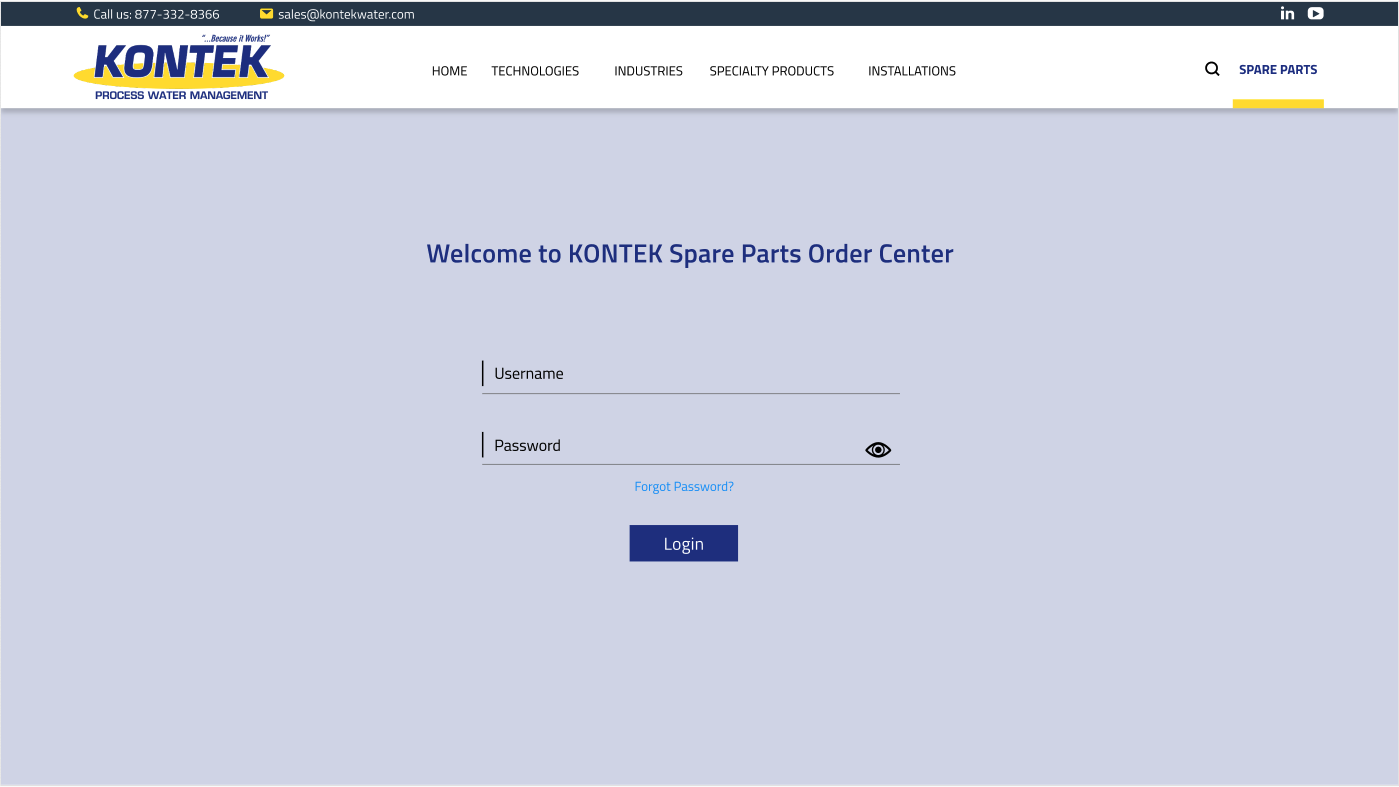 Call us: 877-332-8366 sales@kontekwater.com
"...Because it Works!"
KONTEK
PROCESS WATER MANAGEMENT
HOME TECHNOLOGIES INDUSTRIES SPECIALTY PRODUCTS INSTALLATIONS SPARE PARTS
Welcome to KONTEK Spare Parts Order Center
Username
Password
Forgot Password?
Login